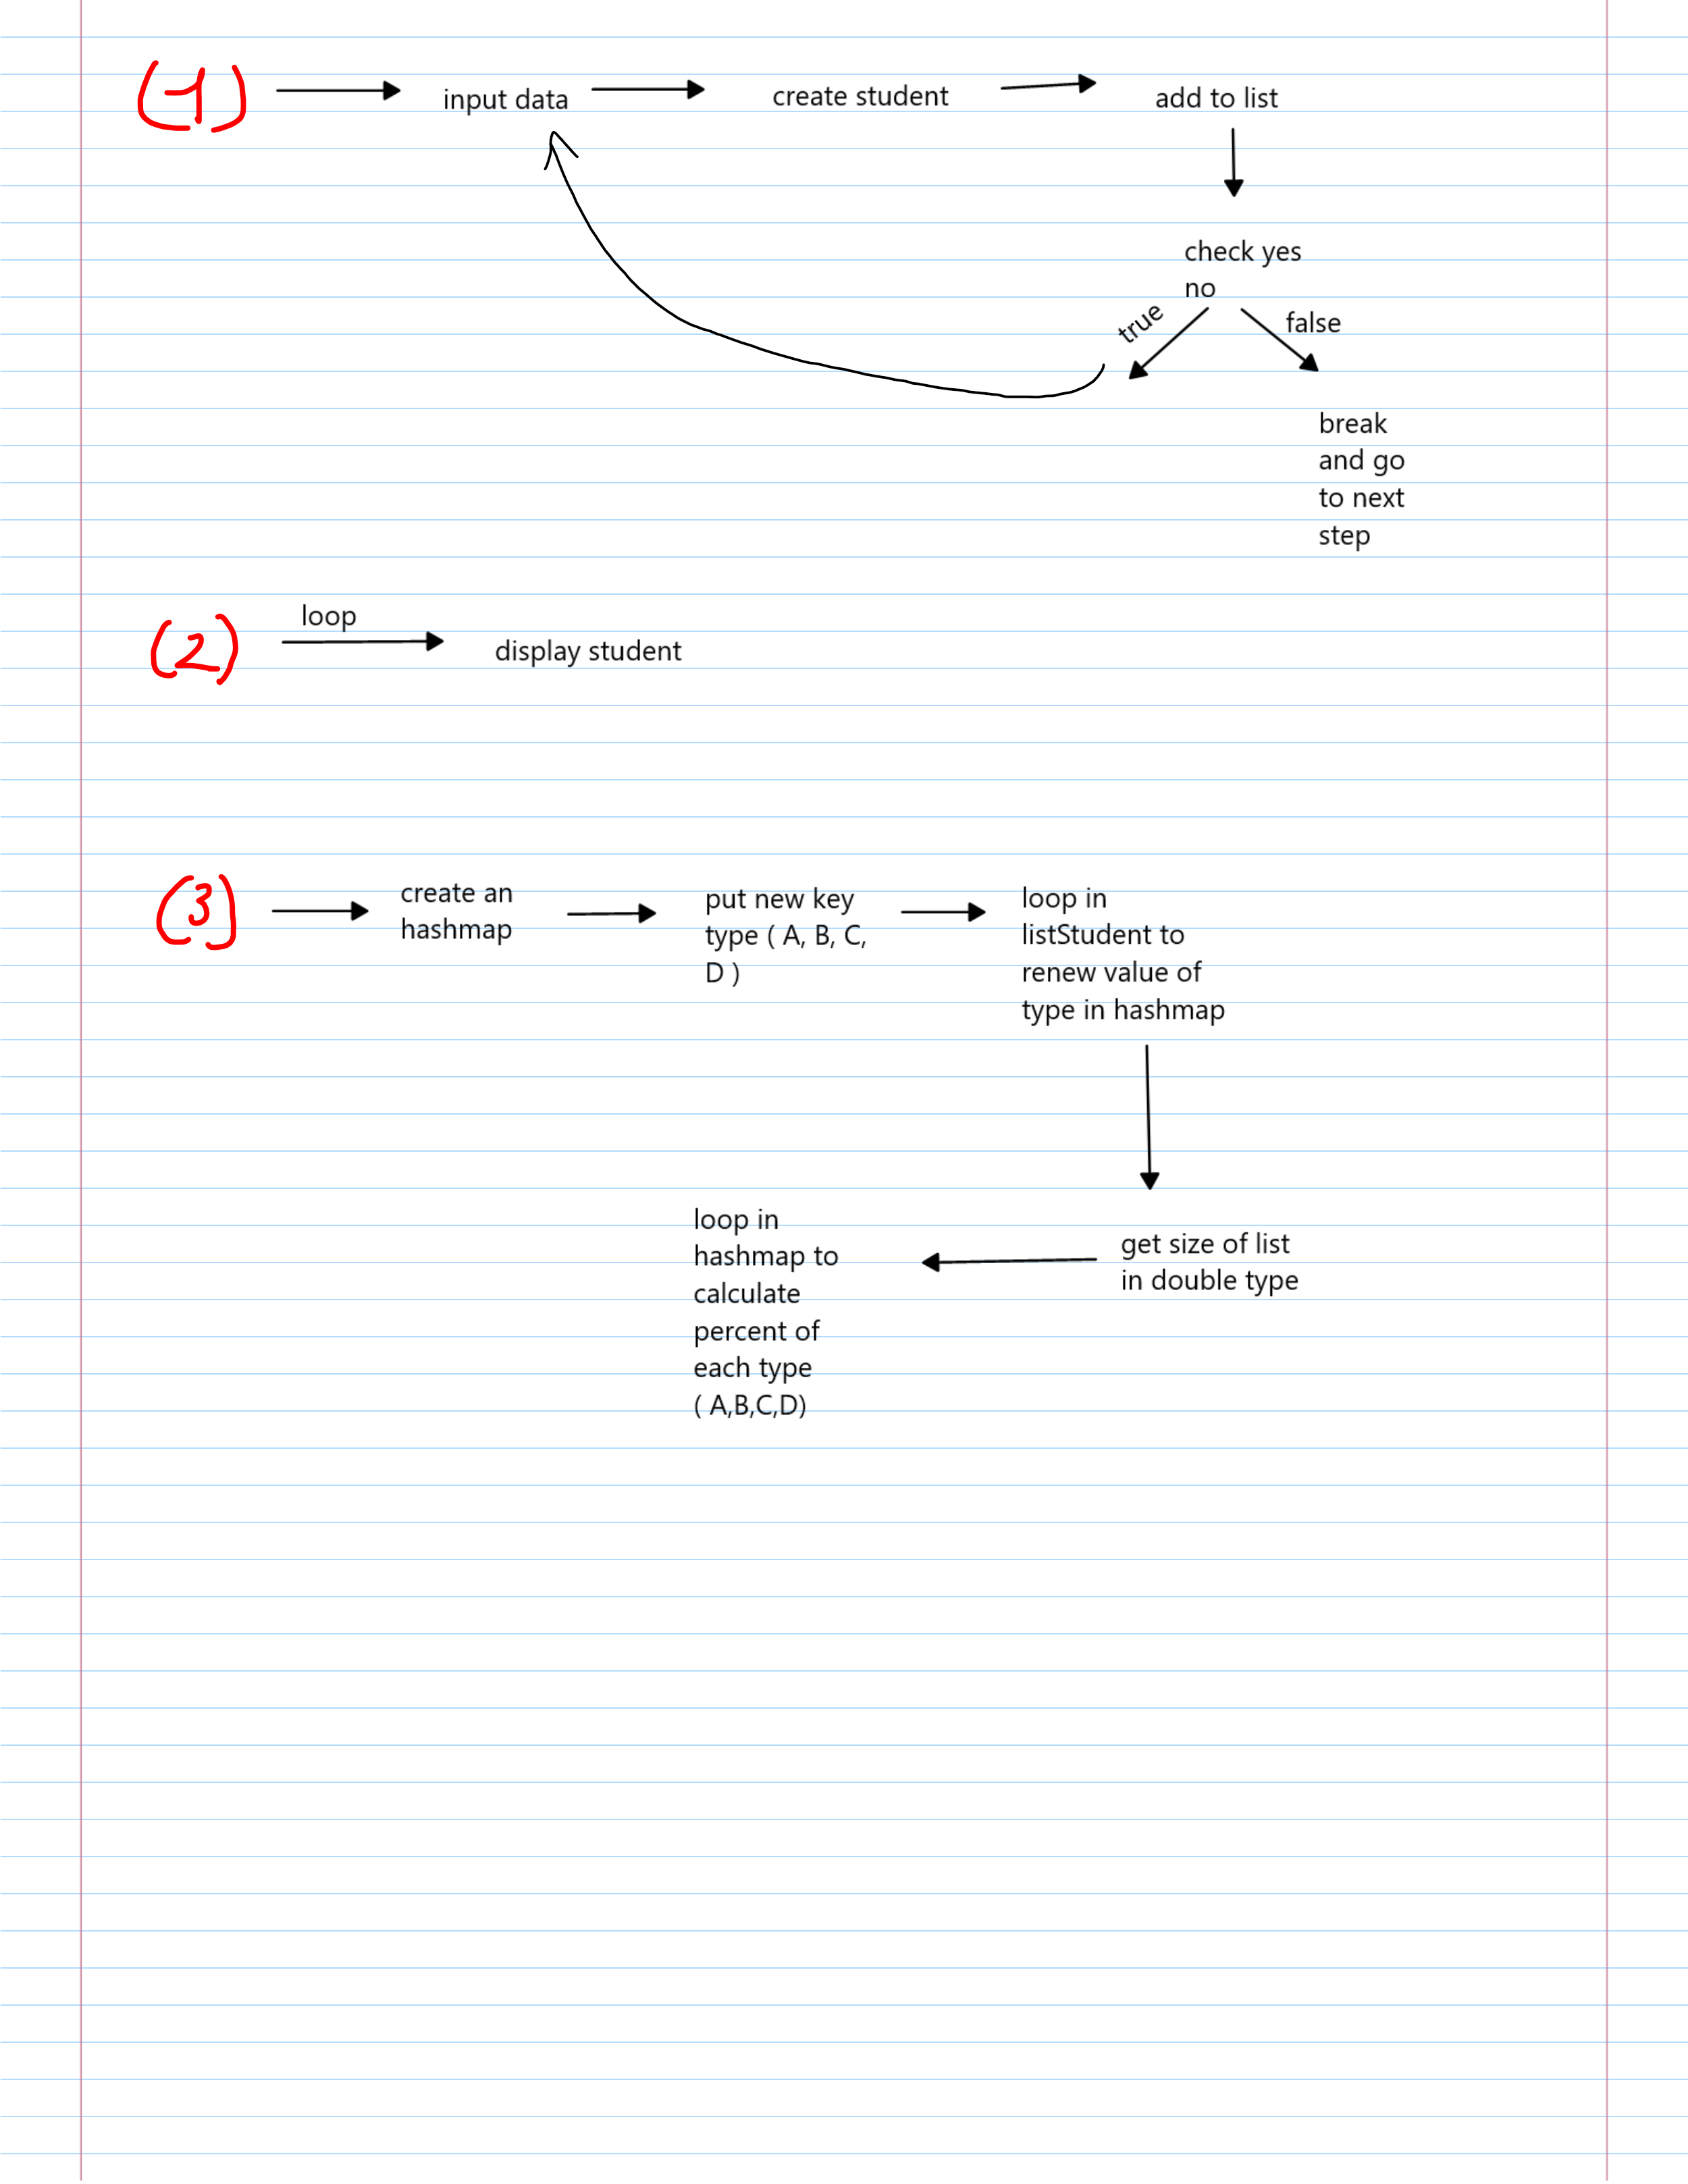 (1)
input data
create student
add to list
check yes
no
true
false
break
and go
to next
step
(2)
loop
display student
(3)
create an
hashmap
put new key
type ( A, B, C,
D )
loop in
listStudent to
renew value of
type in hashmap
get size of list
in double type
loop in
hashmap to
calculate
percent of
each type
( A,B,C,D)